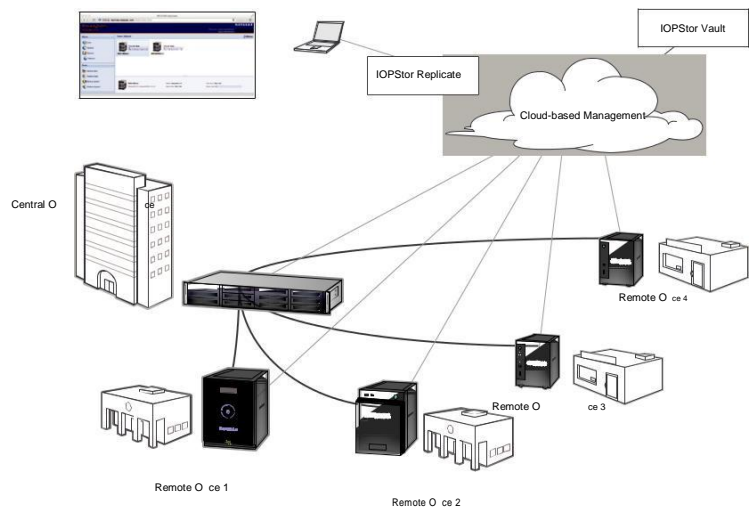 IOPStor Vault
IOPStor Replicate
Cloud-based Management
Central O ce
Remote O ce 4
Remote O ce 3
Remote O ce 1
Remote O ce 2